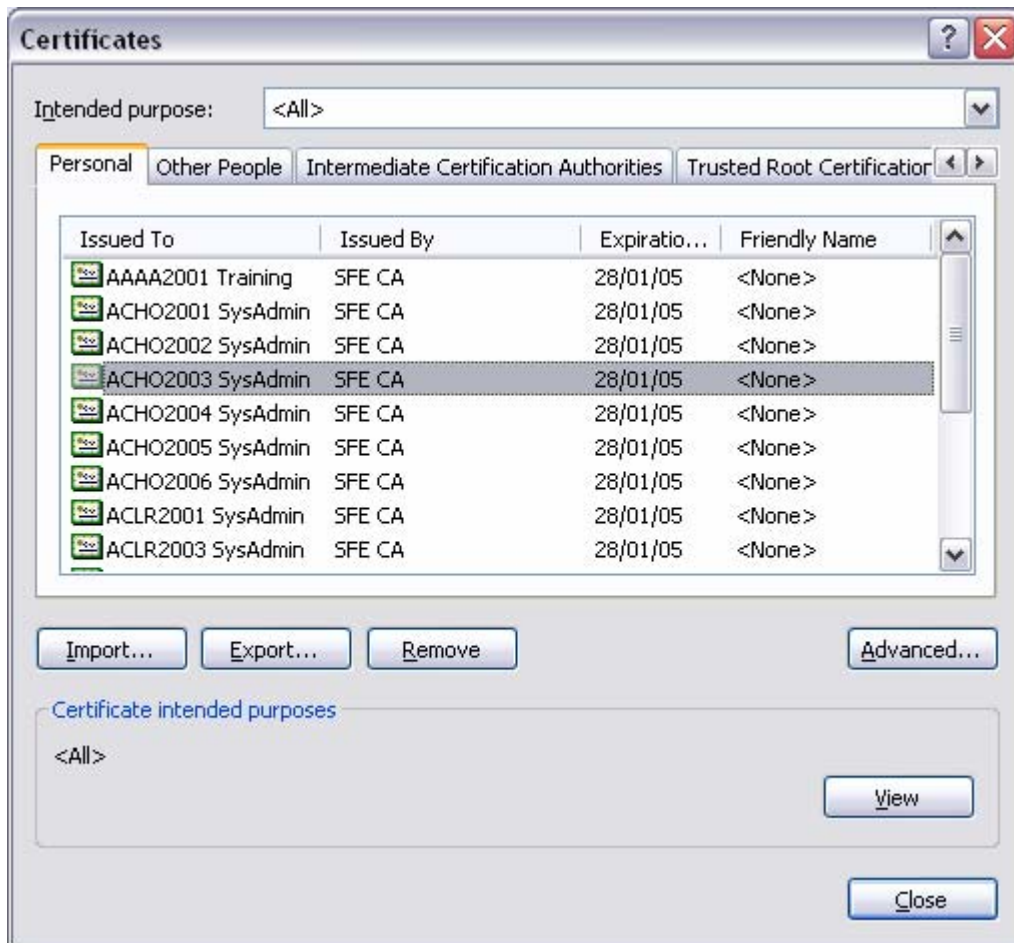 Certificates
Intended purpose: <All>
Personal Other People Intermediate Certification Authorities Trusted Root Certification
Issued To Issued By Expiratio... Friendly Name
AAAA2001 Training SFE CA 28/01/05 <None>
ACHO2001 SysAdmin SFE CA 28/01/05 <None>
ACHO2002 SysAdmin SFE CA 28/01/05 <None>
ACHO2003 SysAdmin SFE CA 28/01/05 <None>
ACHO2004 SysAdmin SFE CA 28/01/05 <None>
ACHO2005 SysAdmin SFE CA 28/01/05 <None>
ACHO2006 SysAdmin SFE CA 28/01/05 <None>
ACLR2001 SysAdmin SFE CA 28/01/05 <None>
ACLR2003 SysAdmin SFE CA 28/01/05 <None>
Import... Export... Remove Advanced...
Certificate intended purposes
<All>
View
Close